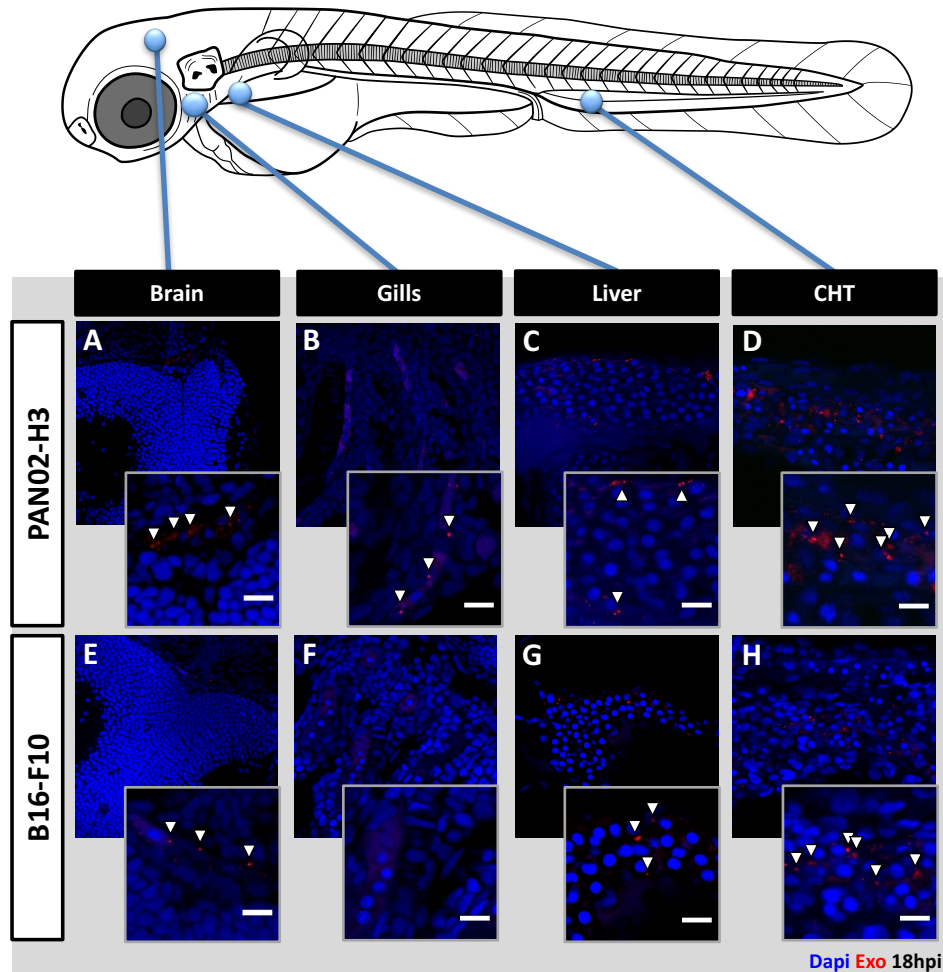 Brain Gills Liver CHT
PAN02-H3
A B C D
B16-F10
E F G H
Dapi Exo 18hpi